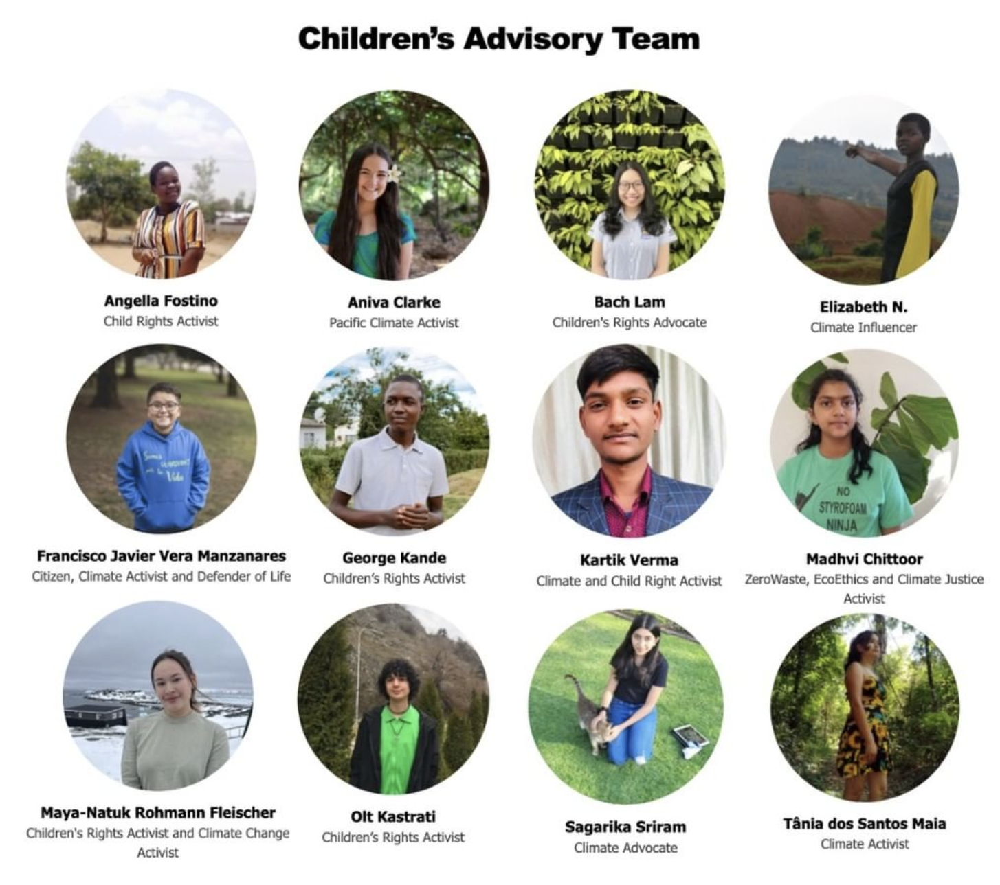 Children’s Advisory Team
Angella Fostino
Child Rights Activist
Aniva Clarke
Pacific Climate Activist
Bach Lam
Children's Rights Advocate
Elizabeth N.
Climate Influencer
Somos
GUARDIANES
de la
Vida
Francisco Javier Vera Manzanares
Citizen, Climate Activist and Defender of Life
George Kande
Children’s Rights Activist
Kartik Verma
Climate and Child Right Activist
NO
STYROFOAM
NINJA
Madhvi Chittoor
ZeroWaste, EcoEthics and Climate Justice
Activist
Maya-Natuk Rohmann Fleischer
Children's Rights Activist and Climate Change
Activist
Olt Kastrati
Children’s Rights Activist
Sagarika Sriram
Climate Advocate
Tânia dos Santos Maia
Climate Activist